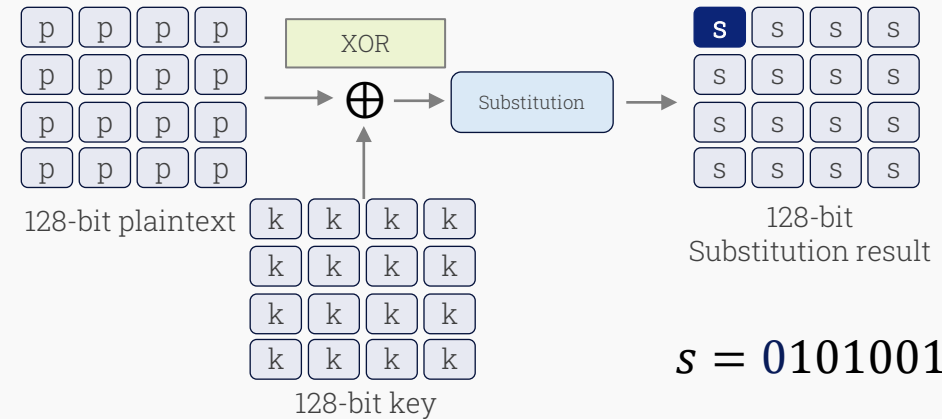 p p p p
p p p p
p p p p
p p p p
128-bit plaintext
XOR
⊕
Substitution
k k k k
k k k k
k k k k
k k k k
128-bit key
s s s s
s s s s
s s s s
s s s s
128-bit
Substitution result
s = 0101001